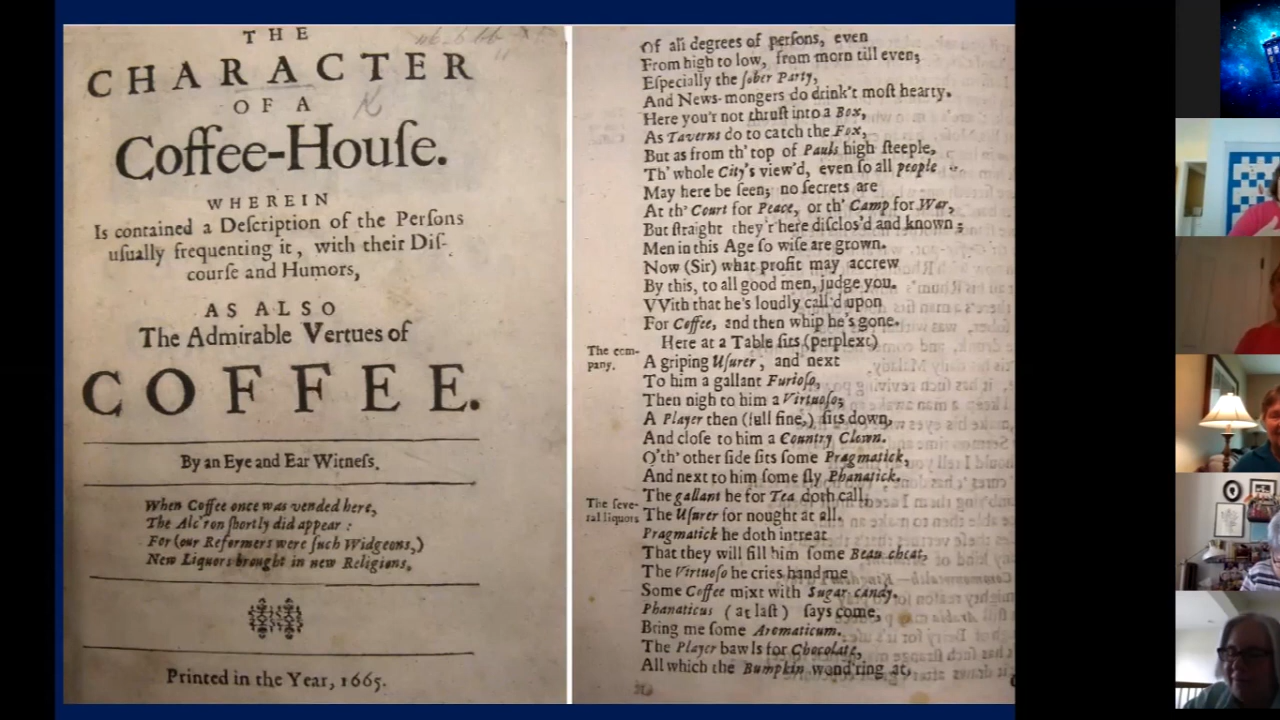 THE
CHARACTER
OF A
Coffee-Houſe.
WHEREIN
Is contained a Deſcription of the Perſons
uſually frequenting it, with their Diſ-
courſe and Humors,
AS ALSO
The Admirable Vertues of
COFFEE.
By an Eye and Ear Witneſs.
When Coffee once was vended here,
The Alc'ron ſhortly did appear :
For (our Reformers were ſuch Widgeons,)
New Liquors brought in new Religions.
Printed in the Year, 1665.
Of all degrees of perſons, even
From high to low, from morn till even;
Eſpecially the ſober Party,
And News-mongers do drink't moſt hearty.
Here you'r not thruſt into a Box,
As Taverns do to catch the Fox,
But as from th' top of Pauls high ſteeple,
Th' whole City's view'd, even ſo all people
May here be ſeen; no ſecrets are
At th' Court for Peace, or th' Camp for War,
But ſtraight they'r here diſclos'd and known;
Men in this Age ſo wiſe are grown.
Now (Sir) what profit may accrew
By this, to all good men, judge you.
VVith that he's loudly call'd upon
For Coffee, and then whip he's gone.
Here at a Table ſits (perplext)
The com-
pany.
A griping Uſurer, and next
To him a gallant Furioſo,
Then nigh to him a Virtuoſo;
A Player then (full fine,) ſits down,
And cloſe to him a Country Clown.
O'th' other ſide ſits ſome Pragmatick,
And next to him ſome ſly Phanatick.
The gallant he for Tea doth call,
The ſeve-
ral liquors
The Uſurer for nought at all.
Pragmatick he doth intreat
That they will fill him ſome Beau cheat,
The Virtuoſo he cries hand me
Some Coffee mixt with Sugar candy.
Phanaticus (at laſt) ſays come,
Bring me ſome Aromaticum.
The Player bawls for Chocolate,
All which the Bumpkin wond'ring at,